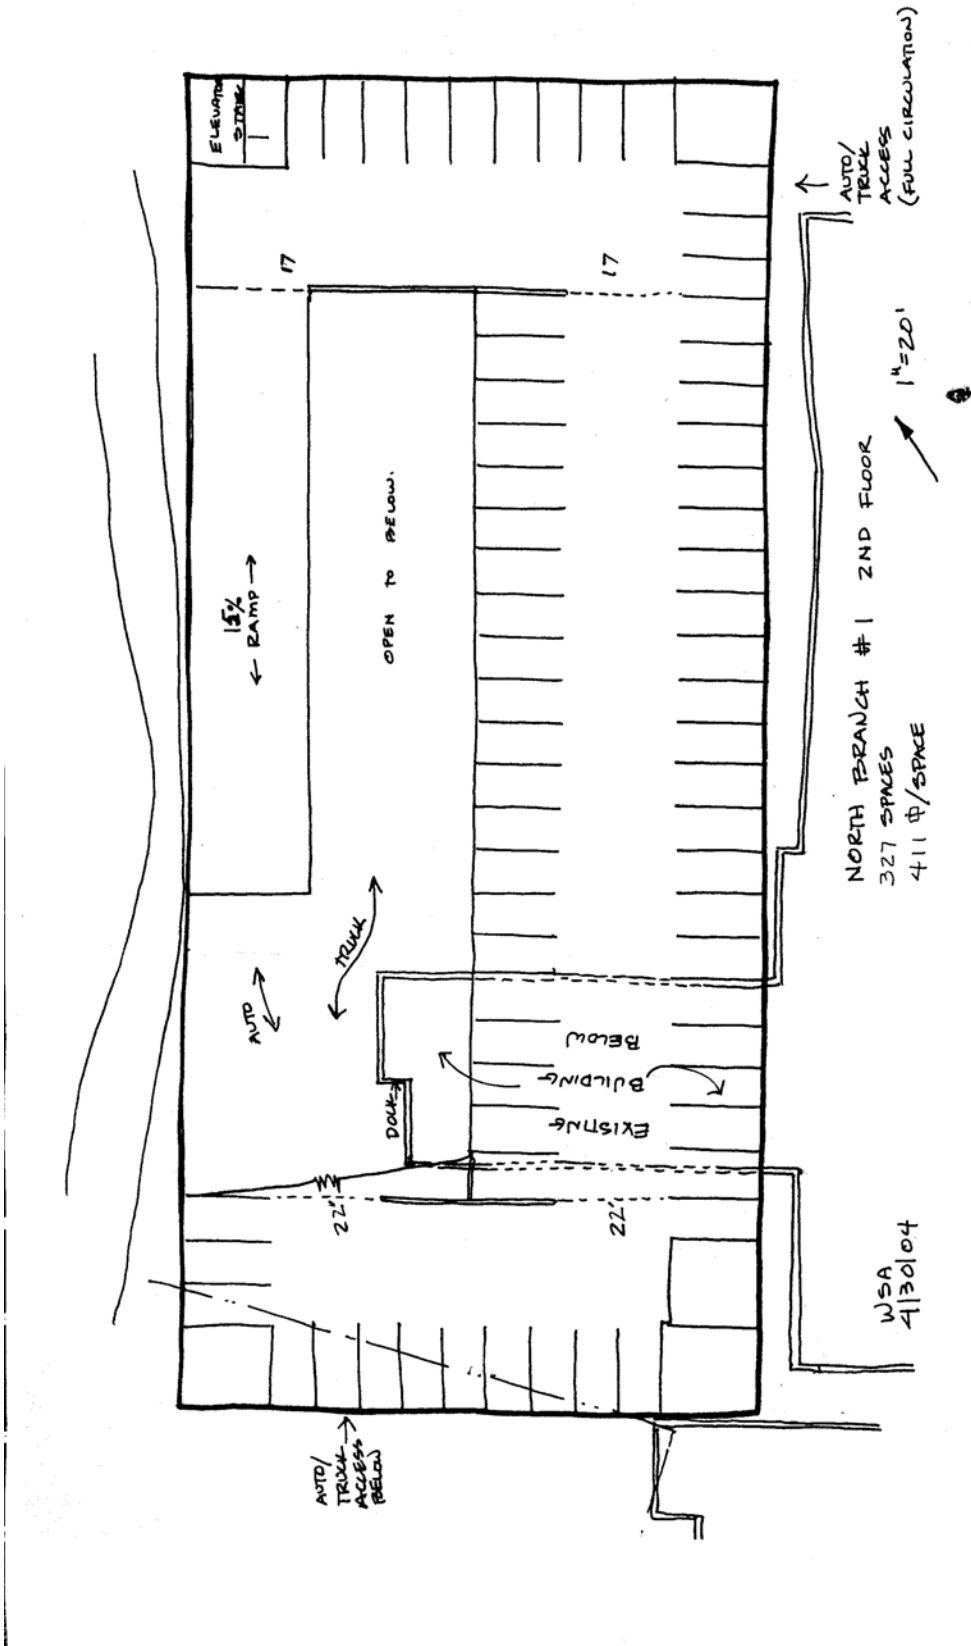 ELEVATOR
STAIR
17
17
15%
← RAMP →
OPEN TO BELOW.
AUTO
TRUCK
DOCK
EXISTING
BUILDING
BELOW
22'
22'
AUTO/
TRUCK →
ACCESS
BELOW
AUTO/
TRUCK
ACCESS
(FULL CIRCULATION)
NORTH BRANCH #1 2ND FLOOR 1"=20'
327 SPACES
411 ⏀/SPACE
WSA
4/30/04